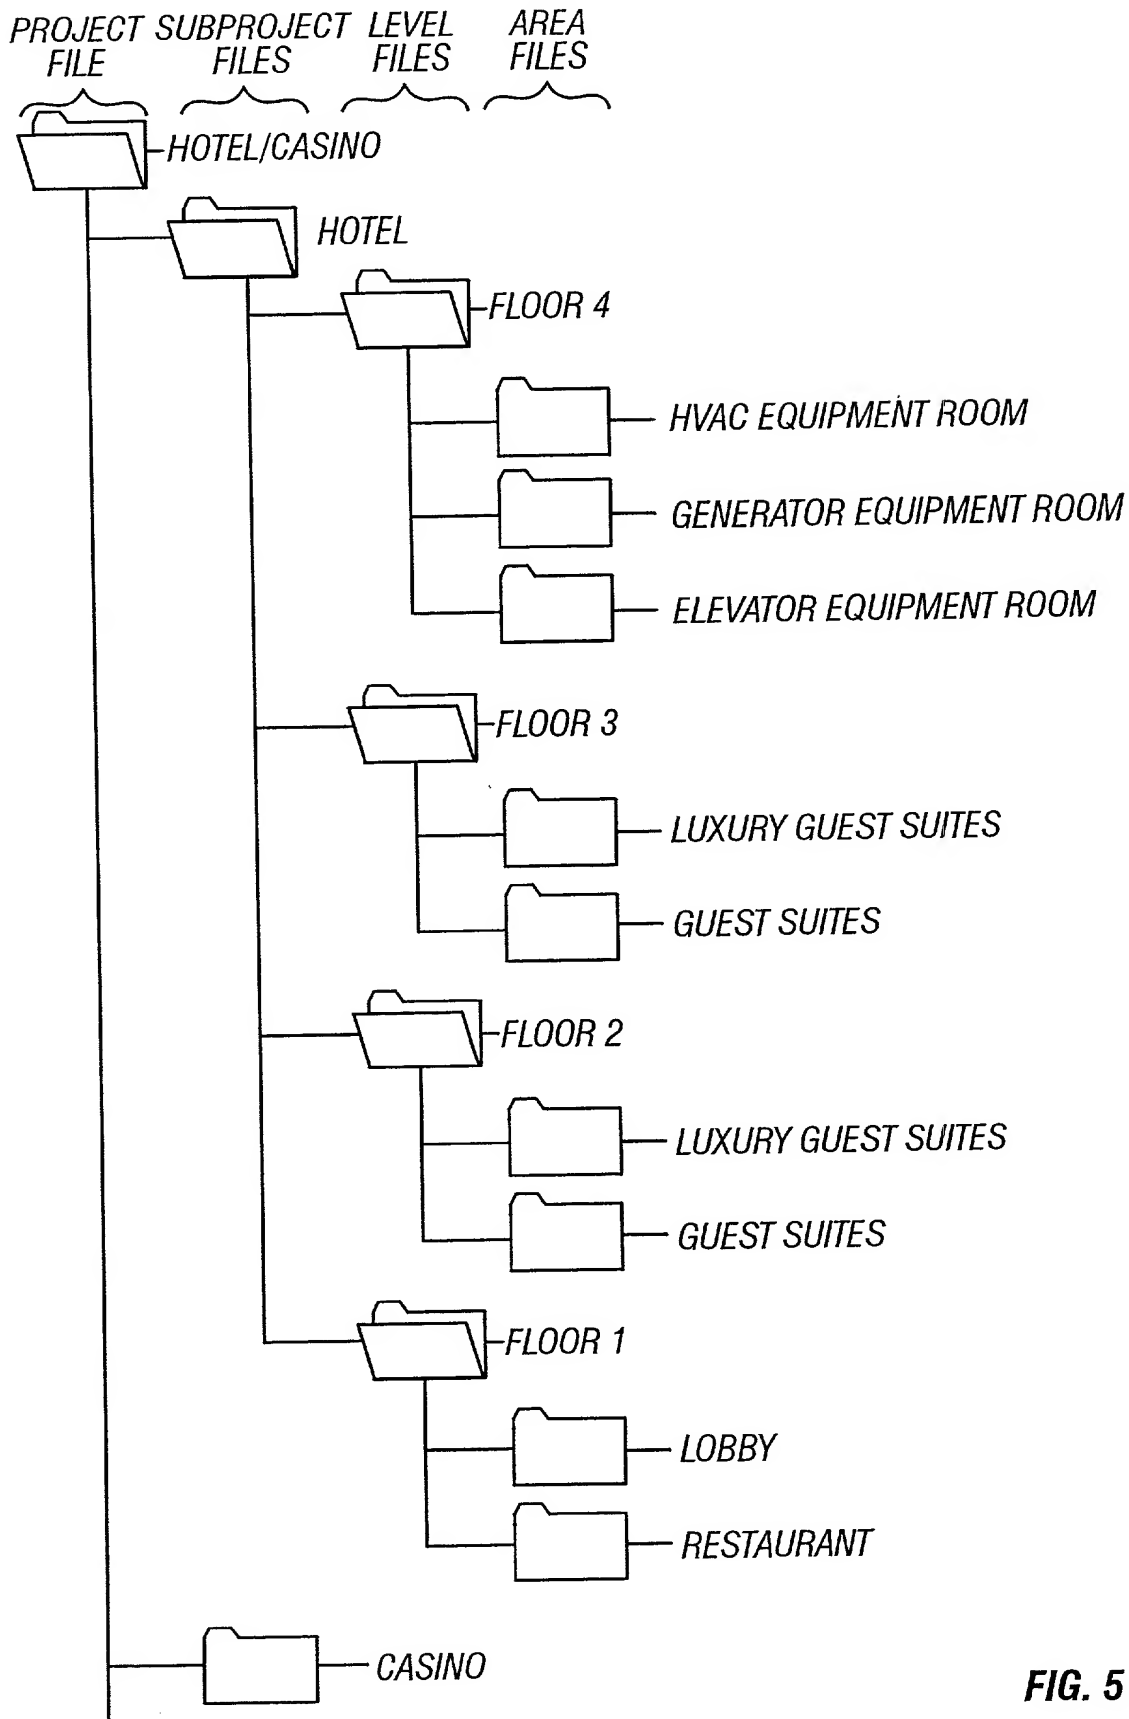 PROJECT SUBPROJECT LEVEL AREA
FILE FILES FILES FILES
HOTEL/CASINO
HOTEL
FLOOR 4
HVAC EQUIPMENT ROOM
GENERATOR EQUIPMENT ROOM
ELEVATOR EQUIPMENT ROOM
FLOOR 3
LUXURY GUEST SUITES
GUEST SUITES
FLOOR 2
LUXURY GUEST SUITES
GUEST SUITES
FLOOR 1
LOBBY
RESTAURANT
CASINO
FIG. 5